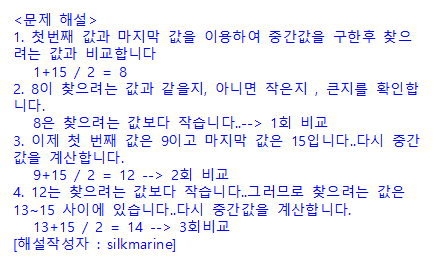 <문제 해설>
1. 첫번째 값과 마지막 값을 이용하여 중간값을 구한후 찾으
려는 값과 비교합니다
1+15 / 2 = 8
2. 8이 찾으려는 값과 같을지, 아니면 작은지 , 큰지를 확인합
니다.
8은 찾으려는 값보다 작습니다..--> 1회 비교
3. 이제 첫 번째 값은 9이고 마지막 값은 15입니다..다시 중간
값을 계산합니다.
9+15 / 2 = 12 --> 2회 비교
4. 12는 찾으려는 값보다 작습니다..그러므로 찾으려는 값은
13~15 사이에 있습니다..다시 중간값을 계산합니다.
13+15 / 2 = 14 --> 3회비교
[해설작성자 : silkmarine]